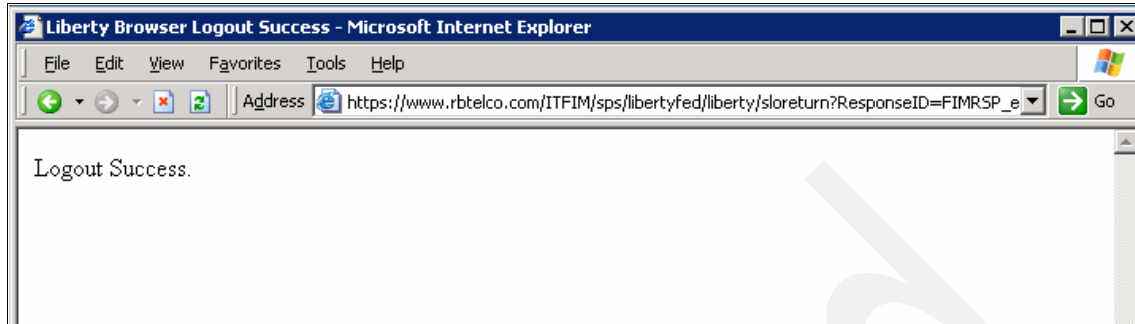 Liberty Browser Logout Success - Microsoft Internet Explorer
File Edit View Favorites Tools Help
Address https://www.rbtelco.com/ITFIM/sps/libertyfed/liberty/sloreturn?ResponseID=FIMRSP_e Go
Logout Success.